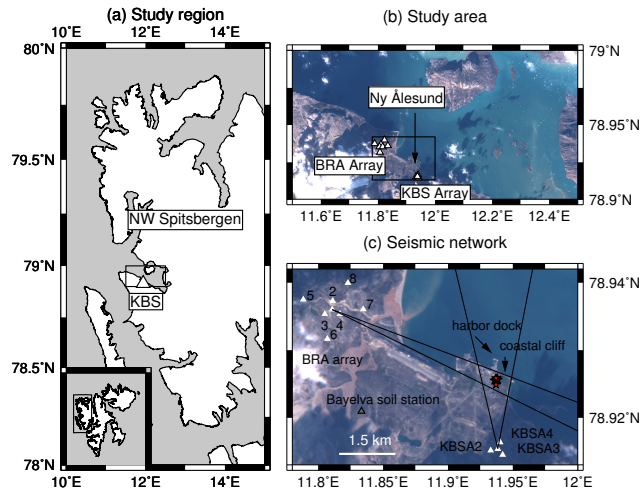 (a) Study region
10˚E 12˚E 14˚E
80˚N
79.5˚N
79˚N
78.5˚N
78˚N
NW Spitsbergen
KBS
10˚E 12˚E 14˚E
(b) Study area
79˚N
78.95˚N
78.9˚N
Ny Ålesund
BRA Array
KBS Array
11.6˚E 11.8˚E 12˚E 12.2˚E 12.4˚E
(c) Seismic network
78.94˚N
78.92˚N
8
5 2
7
3 4
6
BRA array
harbor dock
coastal cliff
Bayelva soil station
1.5 km
KBSA4
KBSA2
KBSA3
11.8˚E 11.85˚E 11.9˚E 11.95˚E 12˚E